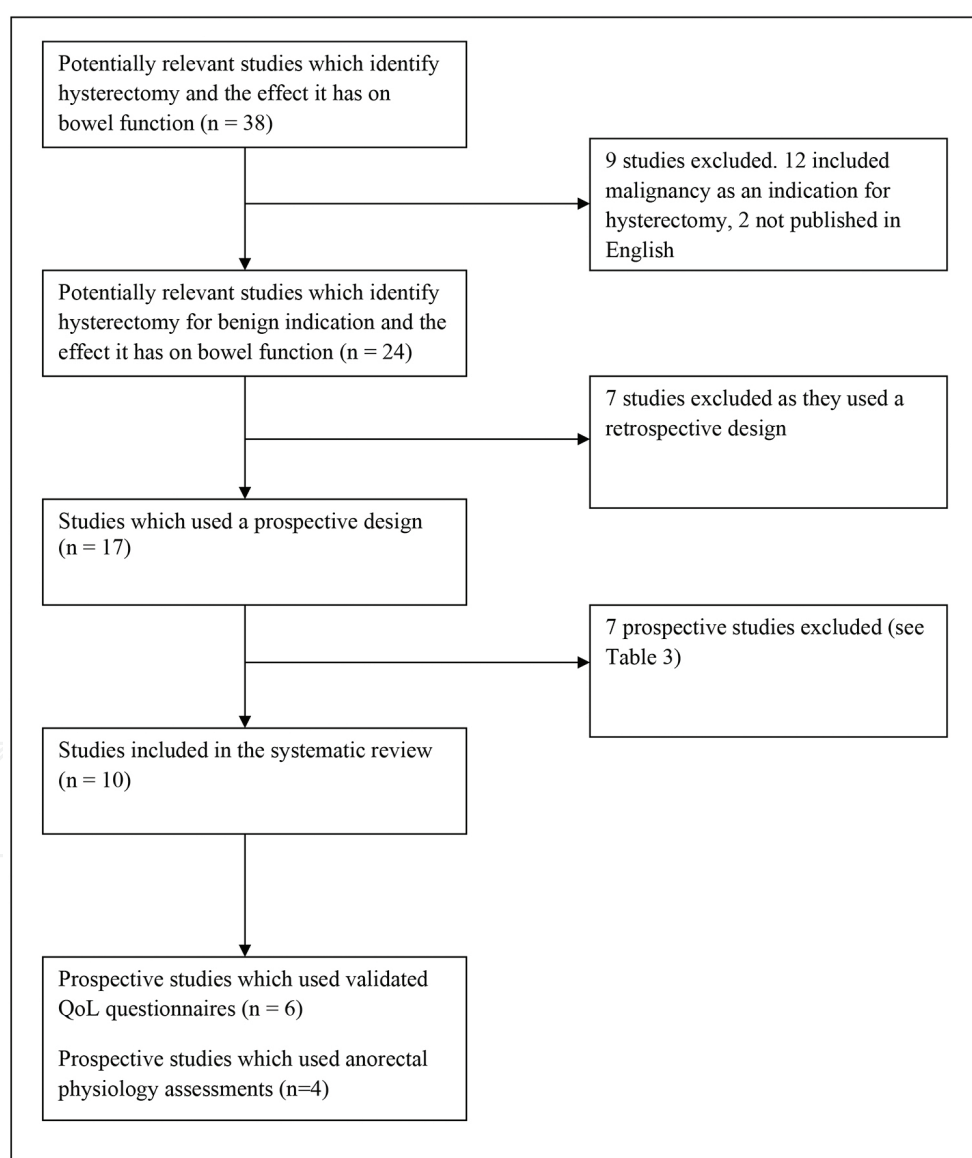 Potentially relevant studies which identify
hysterectomy and the effect it has on
bowel function (n = 38)
9 studies excluded. 12 included
malignancy as an indication for
hysterectomy, 2 not published in
English
Potentially relevant studies which identify
hysterectomy for benign indication and the
effect it has on bowel function (n = 24)
7 studies excluded as they used a
retrospective design
Studies which used a prospective design
(n = 17)
7 prospective studies excluded (see
Table 3)
Studies included in the systematic review
(n = 10)
Prospective studies which used validated
QoL questionnaires (n = 6)
Prospective studies which used anorectal
physiology assessments (n=4)